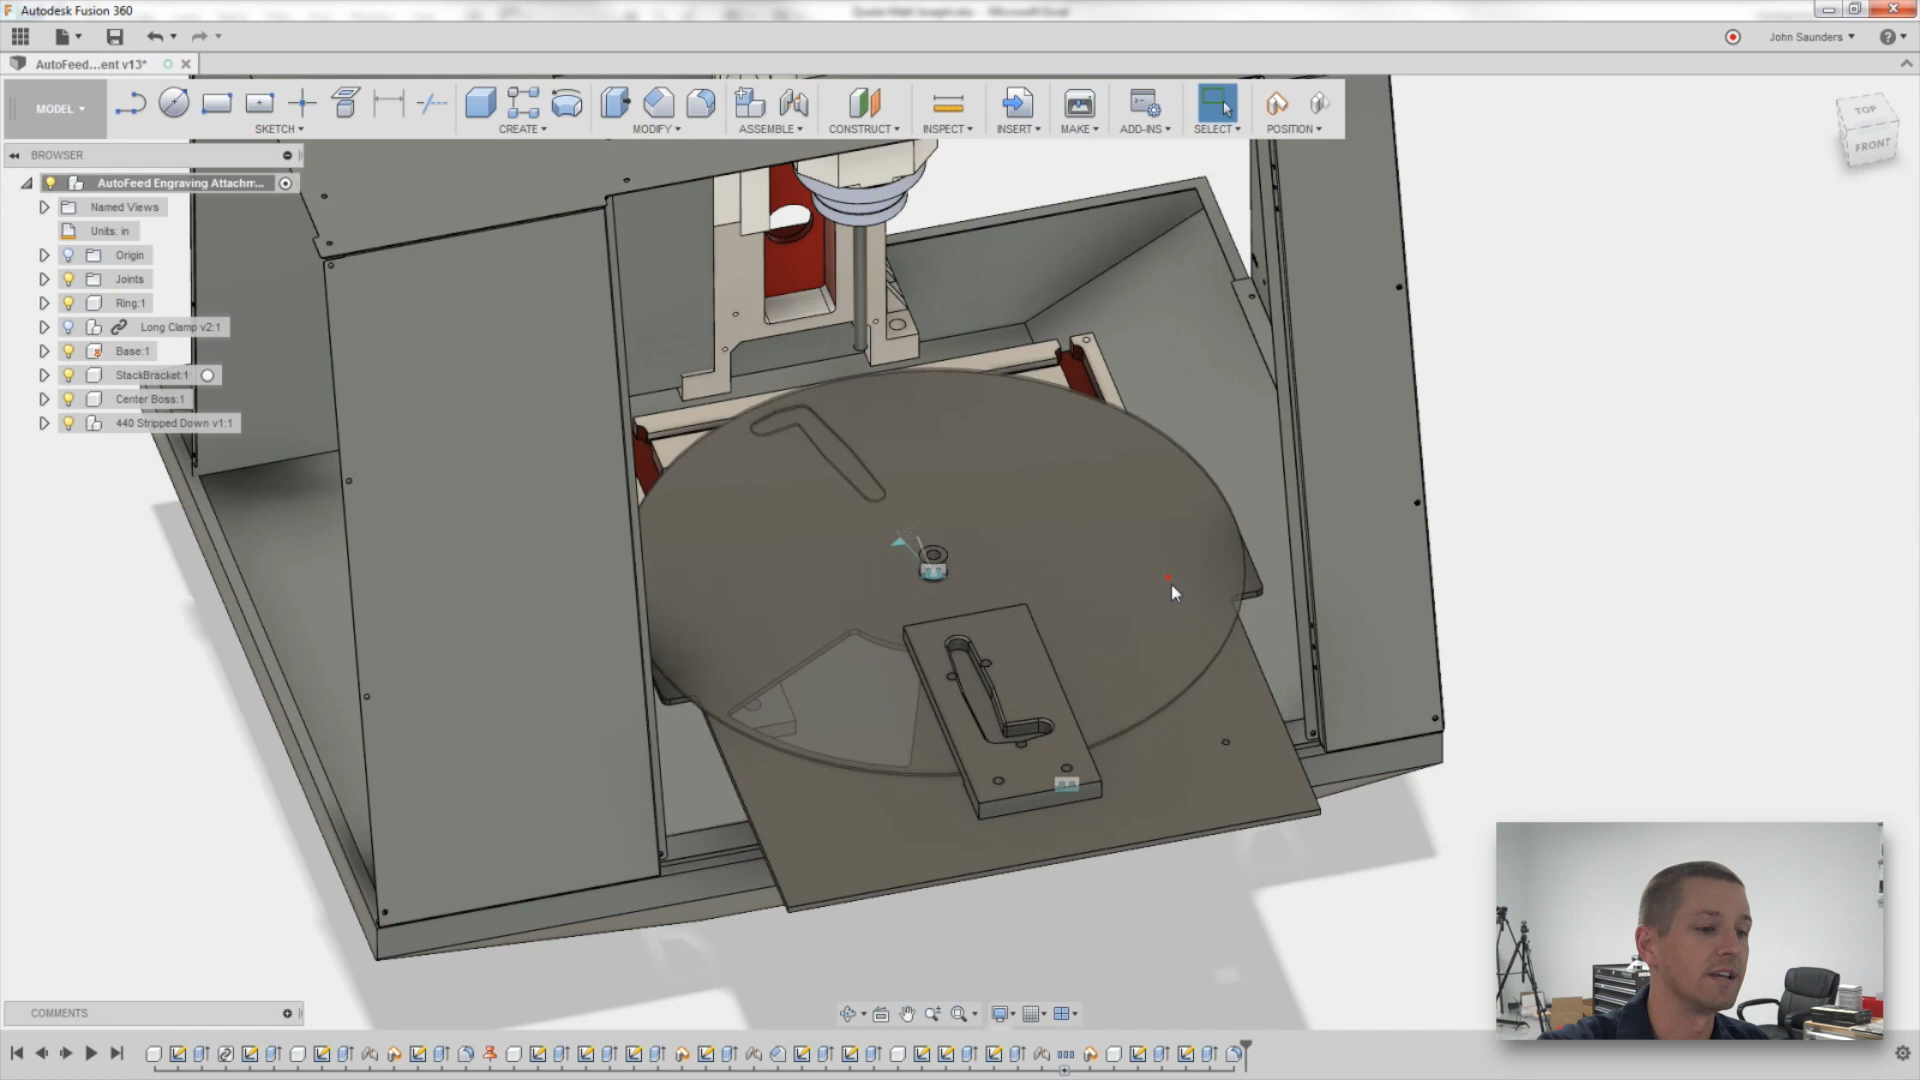 Autodesk Fusion 360
John Saunders
AutoFeed...ent v13*
MODEL
SKETCH
CREATE
MODIFY
ASSEMBLE
CONSTRUCT
INSPECT
INSERT
MAKE
ADD-INS
SELECT
POSITION
TOP
FRONT
BROWSER
AutoFeed Engraving Attachm...
Named Views
Units: in
Origin
Joints
Ring:1
Long Clamp v2:1
Base:1
StackBracket:1
Center Boss:1
440 Stripped Down v1:1
COMMENTS